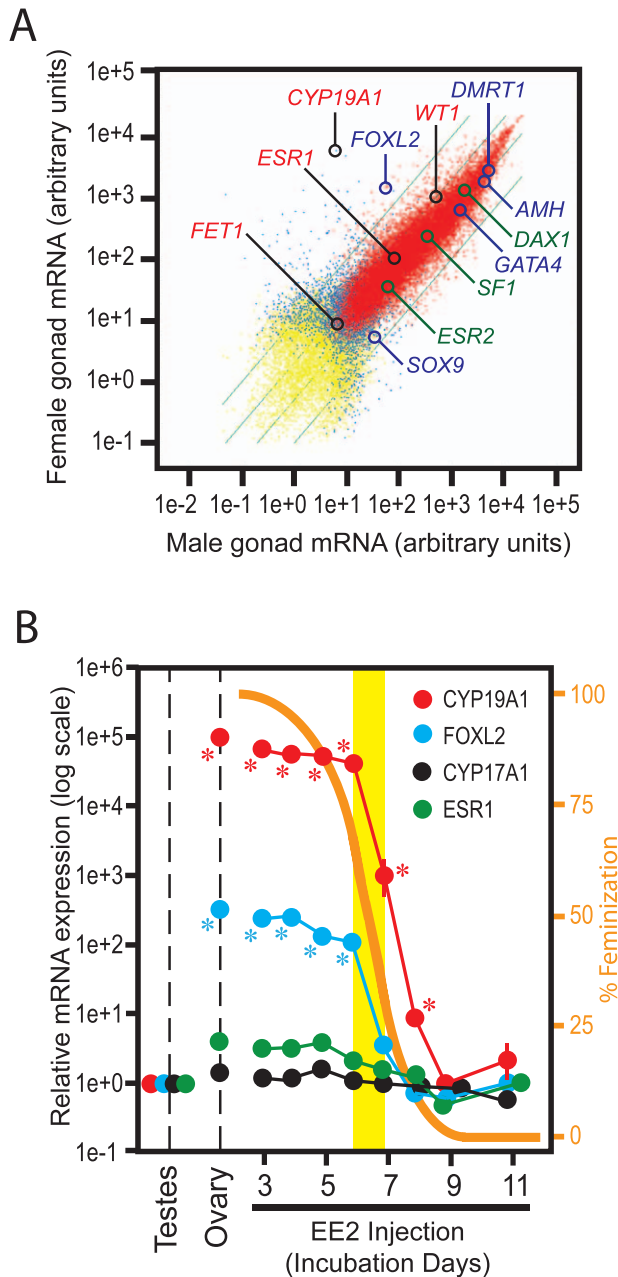 A
Female gonad mRNA (arbitrary units)
1e+5
1e+4
1e+3
1e+2
1e+1
1e+0
1e-1
CYP19A1
FOXL2
WT1
DMRT1
ESR1
FET1
AMH
DAX1
GATA4
SF1
ESR2
SOX9
1e-2
1e-1
1e+0
1e+1
1e+2
1e+3
1e+4
1e+5
Male gonad mRNA (arbitrary units)
B
Relative mRNA expression (log scale)
1e+6
1e+5
1e+4
1e+3
1e+2
1e+1
1e+0
1e-1
CYP19A1
FOXL2
CYP17A1
ESR1
100
75
50
25
0
% Feminization
Testes
Ovary
3
5
7
9
11
EE2 Injection
(Incubation Days)